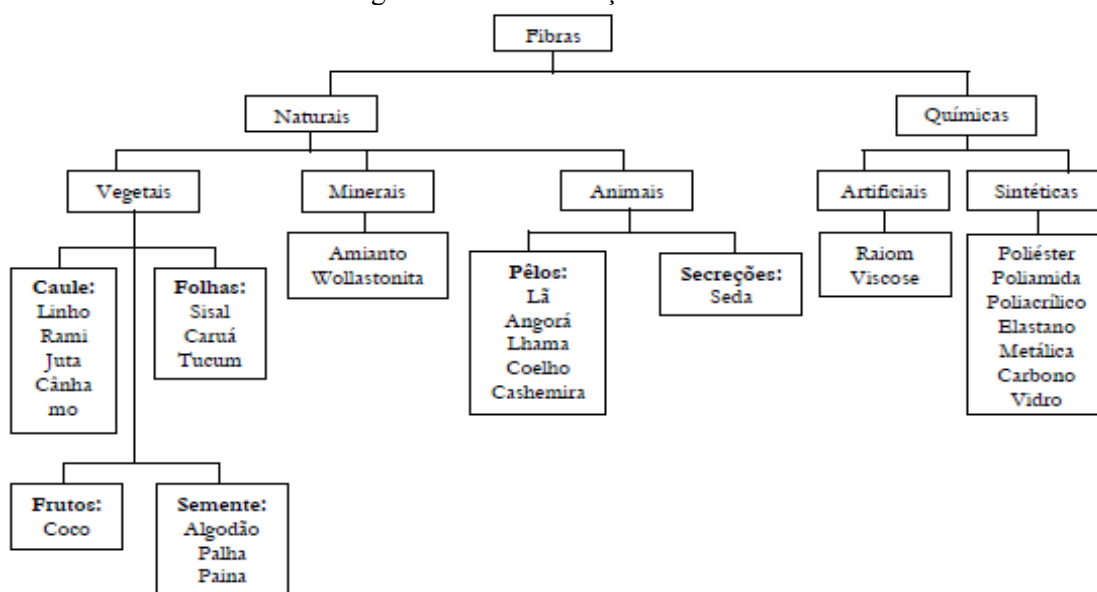 Fibras
Naturais
Químicas
Vegetais
Minerais
Animais
Artificiais
Sintéticas
Caule:
Linho
Rami
Juta
Cânha
mo
Folhas:
Sisal
Caruá
Tucum
Amianto
Wollastonita
Pêlos:
Lã
Angorá
Lhama
Coelho
Cashemira
Secreções:
Seda
Raiom
Viscose
Poliéster
Poliamida
Poliacrílico
Elastano
Metálica
Carbono
Vidro
Frutos:
Coco
Semente:
Algodão
Palha
Paina